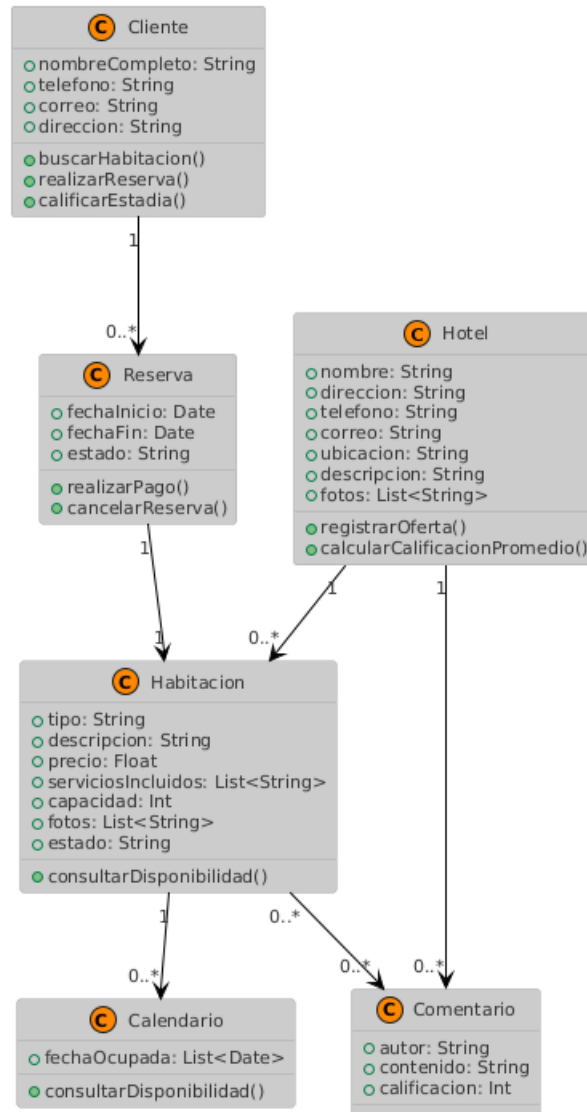 C Cliente
nombreCompleto: String
telefono: String
correo: String
direccion: String
buscarHabitacion()
realizarReserva()
calificarEstadia()
1
0..*
C Reserva
fechaInicio: Date
fechaFin: Date
estado: String
realizarPago()
cancelarReserva()
C Hotel
nombre: String
direccion: String
telefono: String
correo: String
ubicacion: String
descripcion: String
fotos: List<String>
registrarOferta()
calcularCalificacionPromedio()
1
1
1
0..*
1
0..*
C Habitacion
tipo: String
descripcion: String
precio: Float
serviciosIncluidos: List<String>
capacidad: Int
fotos: List<String>
estado: String
consultarDisponibilidad()
1
0..*
0..*
0..*
C Calendario
fechaOcupada: List<Date>
consultarDisponibilidad()
C Comentario
autor: String
contenido: String
calificacion: Int